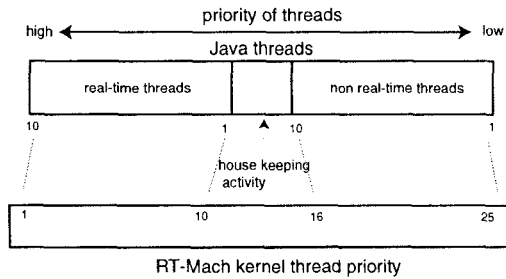 priority of threads
high low
Java threads
real-time threads non real-time threads
10 1 10 1
house keeping
activity
1 10 16 25
RT-Mach kernel thread priority